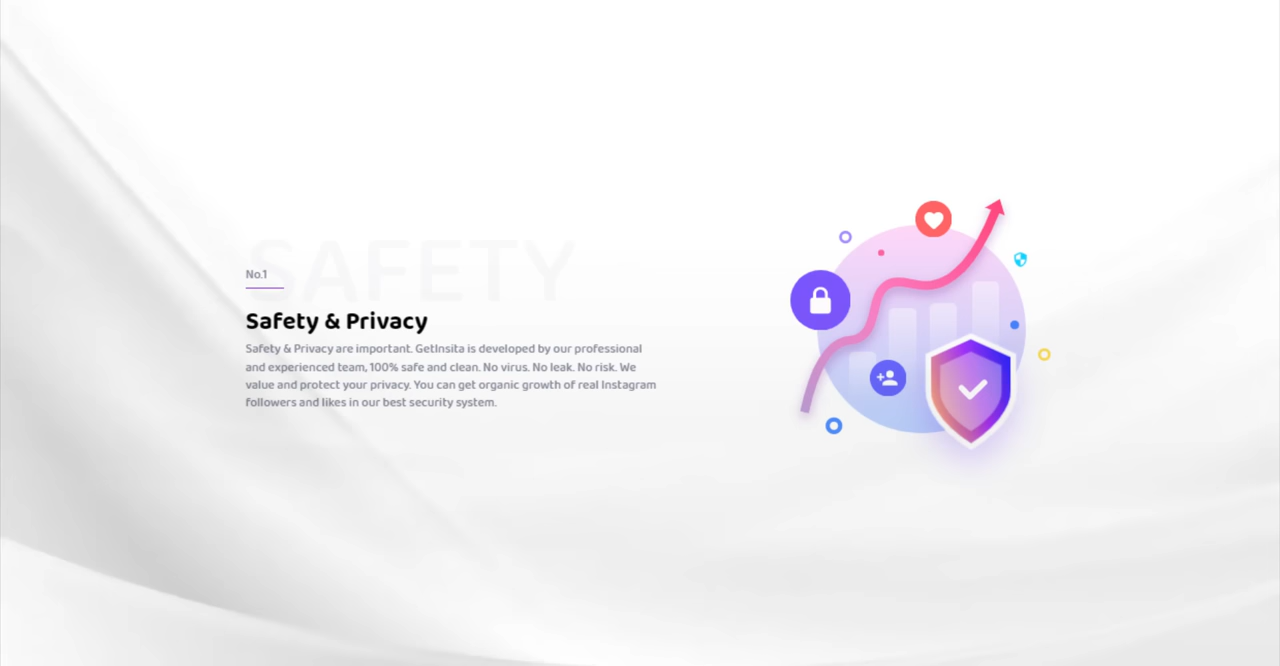 SAFETY
No.1
Safety & Privacy
Safety & Privacy are important. GetInsita is developed by our professional
and experienced team, 100% safe and clean. No virus. No leak. No risk. We
value and protect your privacy. You can get organic growth of real Instagram
followers and likes in our best security system.